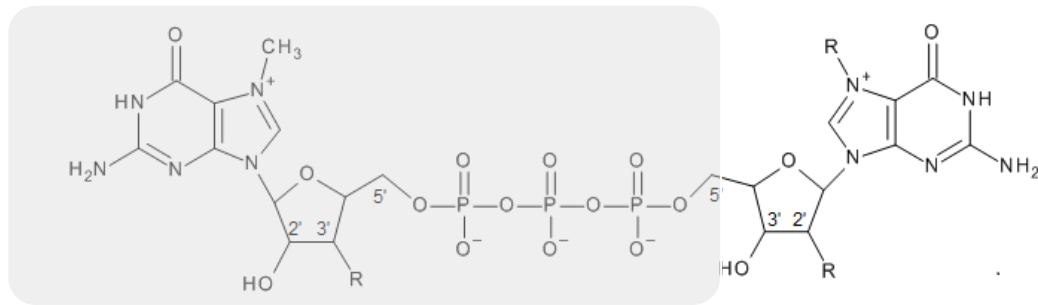 O
CH3
N+
HN
H2N
N
N
O
5'
O
P
O
O-
O
P
O
O-
O
P
O
O-
O
5'
2'
3'
HO
R
R
O
N+
NH
N
N
NH2
O
3'
2'
HO
R